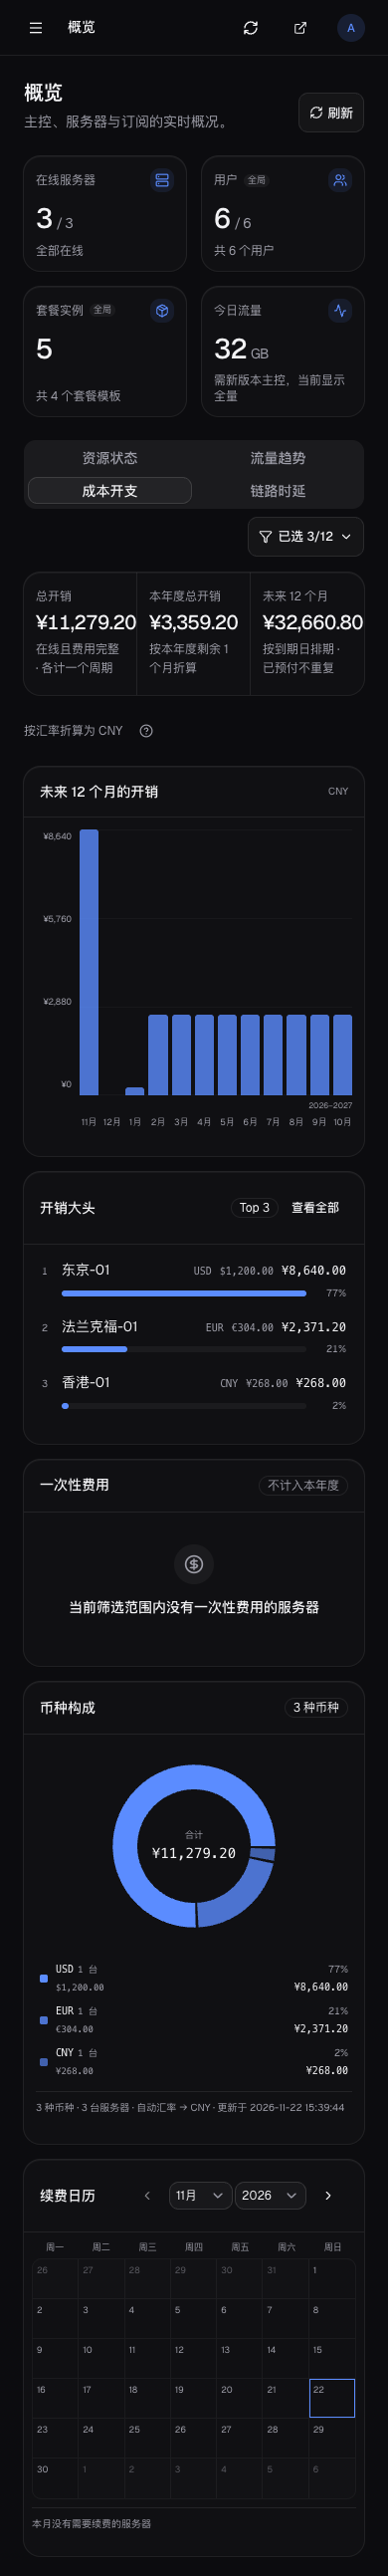 概览
A
概览
主控、服务器与订阅的实时概况。
刷新
在线服务器
3 / 3
全部在线
用户 全局
6 / 6
共 6 个用户
套餐实例 全局
5
共 4 个套餐模板
今日流量
32 GB
需新版本主控，当前显示
全量
资源状态
流量趋势
成本开支
链路时延
已选 3/12
总开销
¥11,279.20
在线且费用完整
· 各计一个周期
本年度总开销
¥3,359.20
按本年度剩余 1
个月折算
未来 12 个月
¥32,660.80
按到期日排期 ·
已预付不重复
按汇率折算为 CNY
未来 12 个月的开销
CNY
¥8,640
¥5,760
¥2,880
¥0
2026–2027
11月 12月 1月 2月 3月 4月 5月 6月 7月 8月 9月 10月
开销大头
Top 3
查看全部
1 东京-01 USD $1,200.00 ¥8,640.00
77%
2 法兰克福-01 EUR €304.00 ¥2,371.20
21%
3 香港-01 CNY ¥268.00 ¥268.00
2%
一次性费用
不计入本年度
当前筛选范围内没有一次性费用的服务器
币种构成
3 种币种
合计
¥11,279.20
USD 1 台 77%
$1,200.00 ¥8,640.00
EUR 1 台 21%
€304.00 ¥2,371.20
CNY 1 台 2%
¥268.00 ¥268.00
3 种币种 · 3 台服务器 · 自动汇率 → CNY · 更新于 2026-11-22 15:39:44
续费日历
11月
2026
周一 周二 周三 周四 周五 周六 周日
26 27 28 29 30 31 1
2 3 4 5 6 7 8
9 10 11 12 13 14 15
16 17 18 19 20 21 22
23 24 25 26 27 28 29
30 1 2 3 4 5 6
本月没有需要续费的服务器